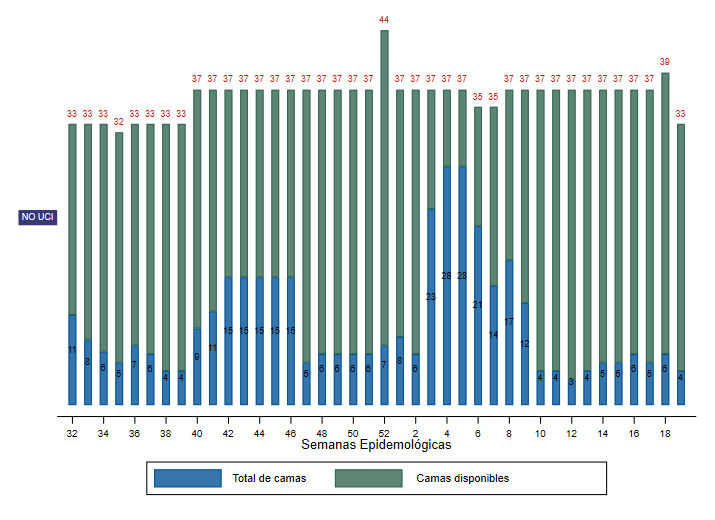 44
39
37 37 37 37 37 37 37 37 37 37 37 37 37 37 37 37 37 37 37 37 37 37 37 37 37 37 37
35 35
33 33 33 32 33 33 33 33 33
NO UCI
11 8 6 5 7 6 4 4 9 11 15 15 15 15 15 5 6 6 6 6 7 8 6 23 28 28 21 14 17 12 4 4 3 4 5 5 6 5 6 4
32 34 36 38 40 42 44 46 48 50 52 2 4 6 8 10 12 14 16 18
Semanas Epidemológicas
Total de camas Camas disponibles